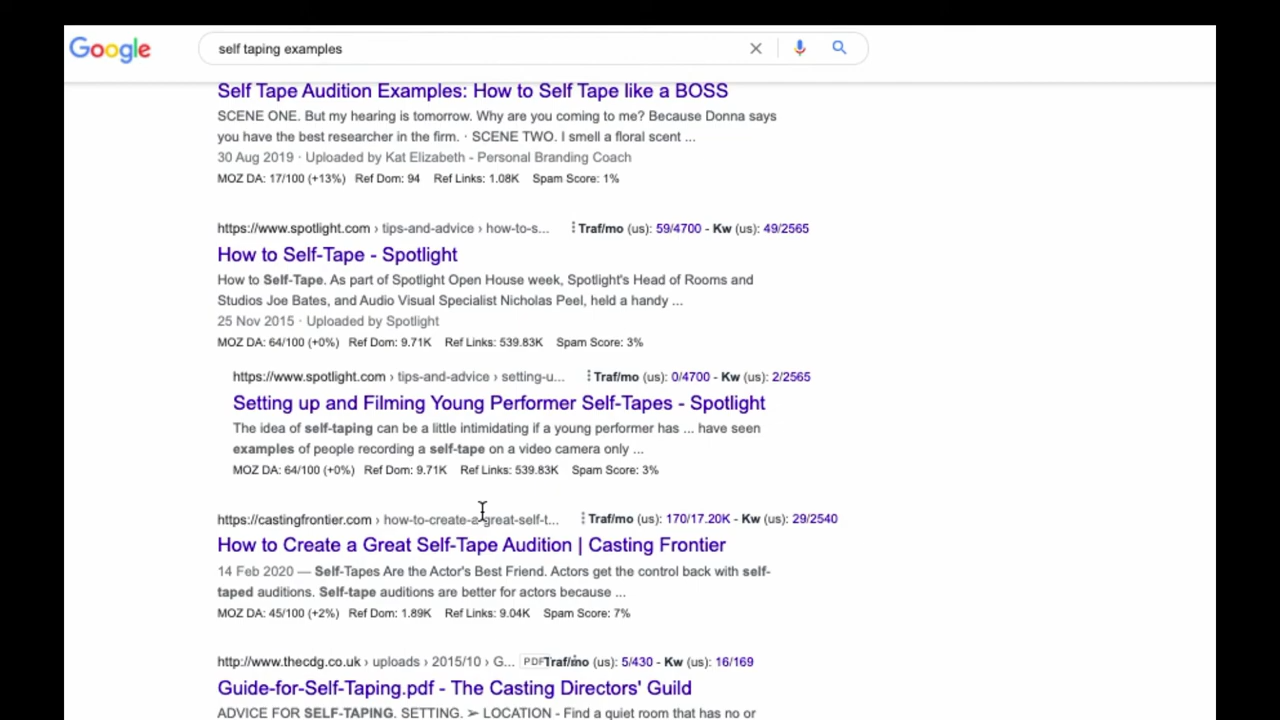 Google
self taping examples
Self Tape Audition Examples: How to Self Tape like a BOSS
SCENE ONE. But my hearing is tomorrow. Why are you coming to me? Because Donna says
you have the best researcher in the firm. · SCENE TWO. I smell a floral scent ...
30 Aug 2019 · Uploaded by Kat Elizabeth - Personal Branding Coach
MOZ DA: 17/100 (+13%) Ref Dom: 94 Ref Links: 1.08K Spam Score: 1%
https://www.spotlight.com › tips-and-advice › how-to-s... Traf/mo (us): 59/4700 - Kw (us): 49/2565
How to Self-Tape - Spotlight
How to Self-Tape. As part of Spotlight Open House week, Spotlight's Head of Rooms and
Studios Joe Bates, and Audio Visual Specialist Nicholas Peel, held a handy ...
25 Nov 2015 · Uploaded by Spotlight
MOZ DA: 64/100 (+0%) Ref Dom: 9.71K Ref Links: 539.83K Spam Score: 3%
https://www.spotlight.com › tips-and-advice › setting-u... Traf/mo (us): 0/4700 - Kw (us): 2/2565
Setting up and Filming Young Performer Self-Tapes - Spotlight
The idea of self-taping can be a little intimidating if a young performer has ... have seen
examples of people recording a self-tape on a video camera only ...
MOZ DA: 64/100 (+0%) Ref Dom: 9.71K Ref Links: 539.83K Spam Score: 3%
https://castingfrontier.com › how-to-create-a-great-self-t... Traf/mo (us): 170/17.20K - Kw (us): 29/2540
How to Create a Great Self-Tape Audition | Casting Frontier
14 Feb 2020 — Self-Tapes Are the Actor's Best Friend. Actors get the control back with self-
taped auditions. Self-tape auditions are better for actors because ...
MOZ DA: 45/100 (+2%) Ref Dom: 1.89K Ref Links: 9.04K Spam Score: 7%
http://www.thecdg.co.uk › uploads › 2015/10 › G... PDF Traf/mo (us): 5/430 - Kw (us): 16/169
Guide-for-Self-Taping.pdf - The Casting Directors' Guild
ADVICE FOR SELF-TAPING. SETTING. ➢ LOCATION - Find a quiet room that has no or